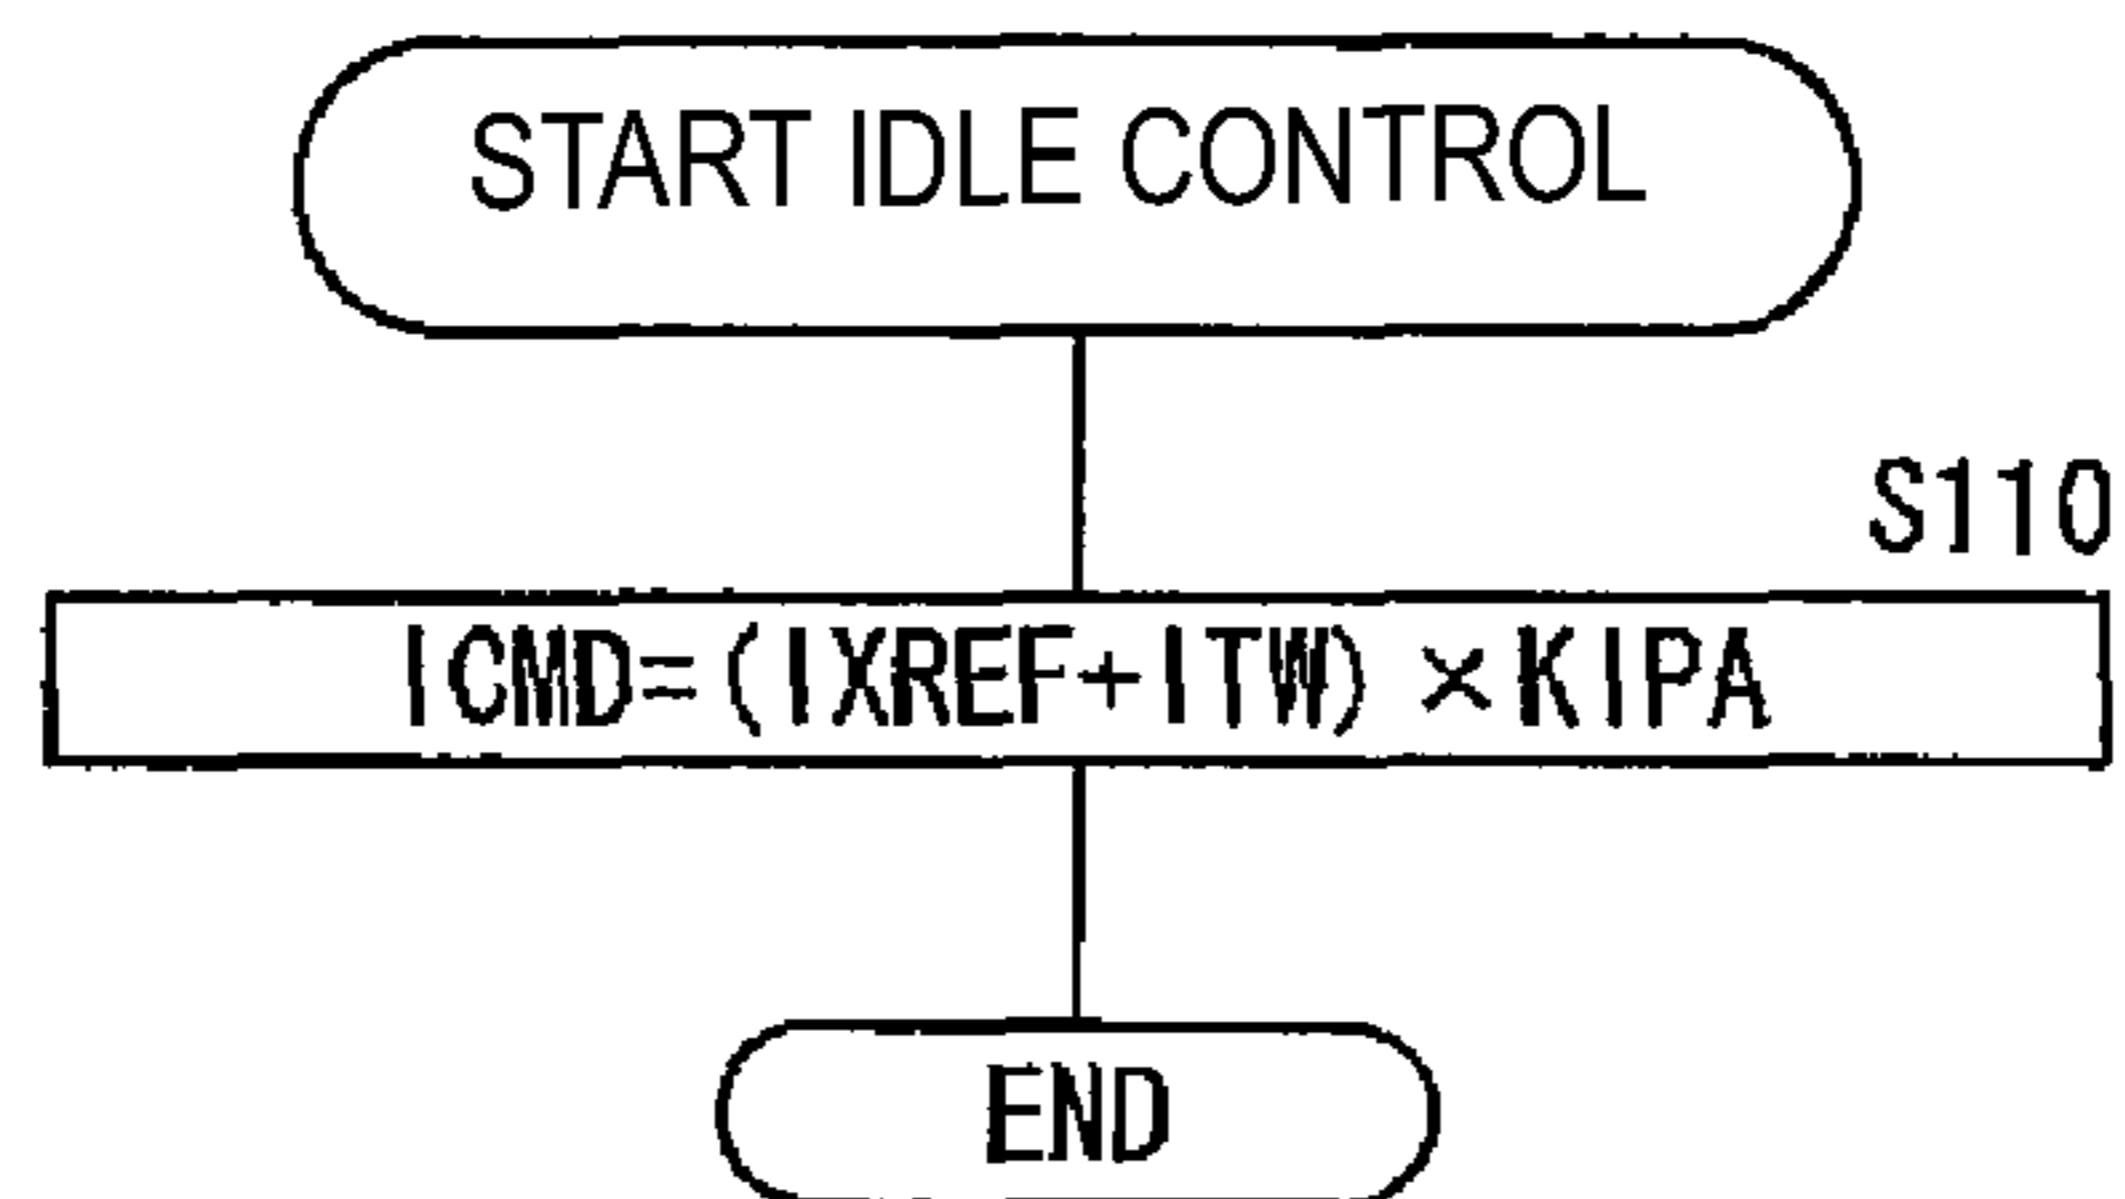 START IDLE CONTROL
S110
ICMD=(IXREF+ITW)×KIPA
END